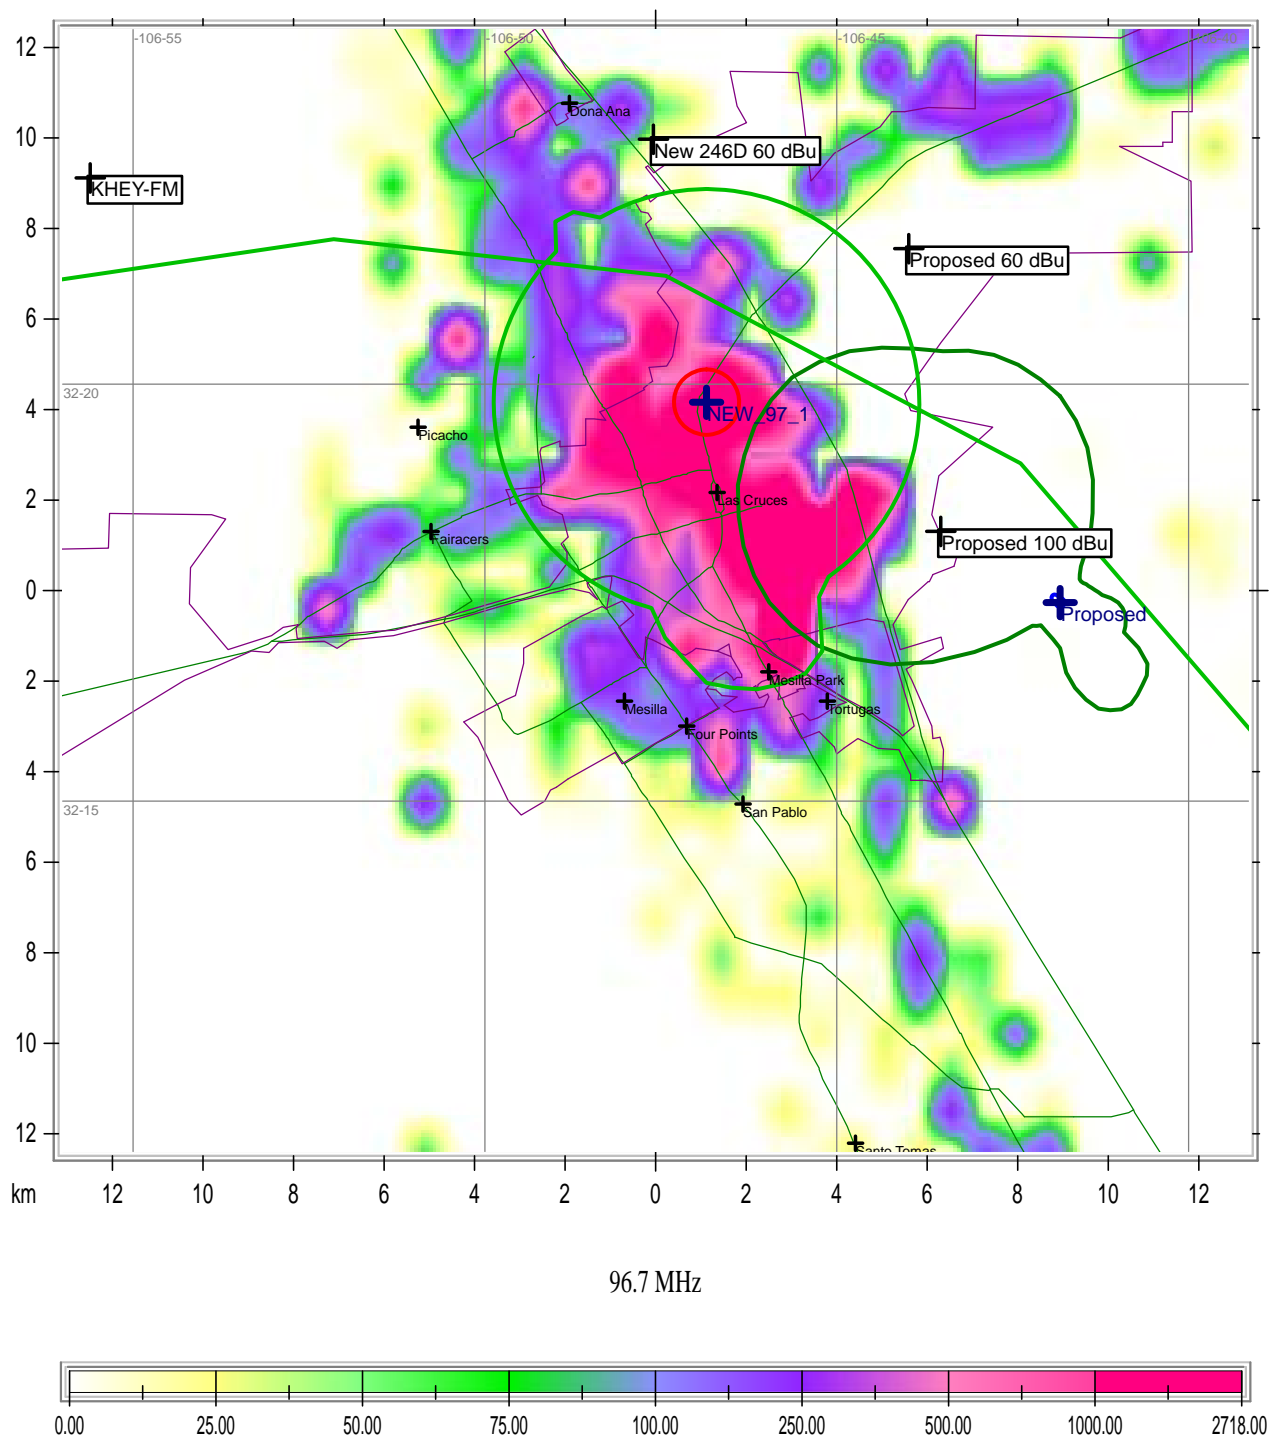 -106-55
-106-50
-106-45
12
Dona Ana
10
New 246D 60 dBu
KHEY-FM
8
Proposed 60 dBu
6
32-20
4
NEW_97_1
Picacho
2
Las Cruces
Fairacers
Proposed 100 dBu
0
Proposed
2
Mesilla Park
Mesilla
Tortugas
Four Points
4
32-15
San Pablo
6
8
10
12
Santo Tomas
km
12 10 8 6 4 2 0 2 4 6 8 10 12
96.7 MHz
0.00 25.00 50.00 75.00 100.00 250.00 500.00 1000.00 2718.00